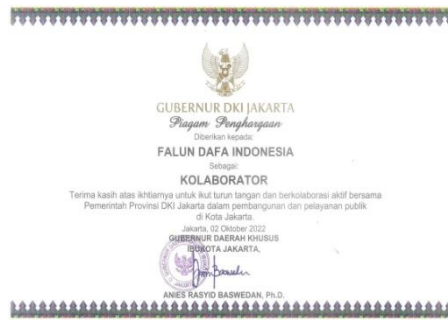 GUBERNUR DKI JAKARTA
Piagam Penghargaan
Diberikan kepada:
FALUN DAFA INDONESIA
Sebagai:
KOLABORATOR
Terima kasih atas ikhtiarnya untuk ikut turun tangan dan berkolaborasi aktif bersama
Pemerintah Provinsi DKI Jakarta dalam pembangunan dan pelayanan publik
di Kota Jakarta.
Jakarta, 02 Oktober 2022
GUBERNUR DAERAH KHUSUS
IBUKOTA JAKARTA,
ANIES RASYID BASWEDAN, Ph.D.